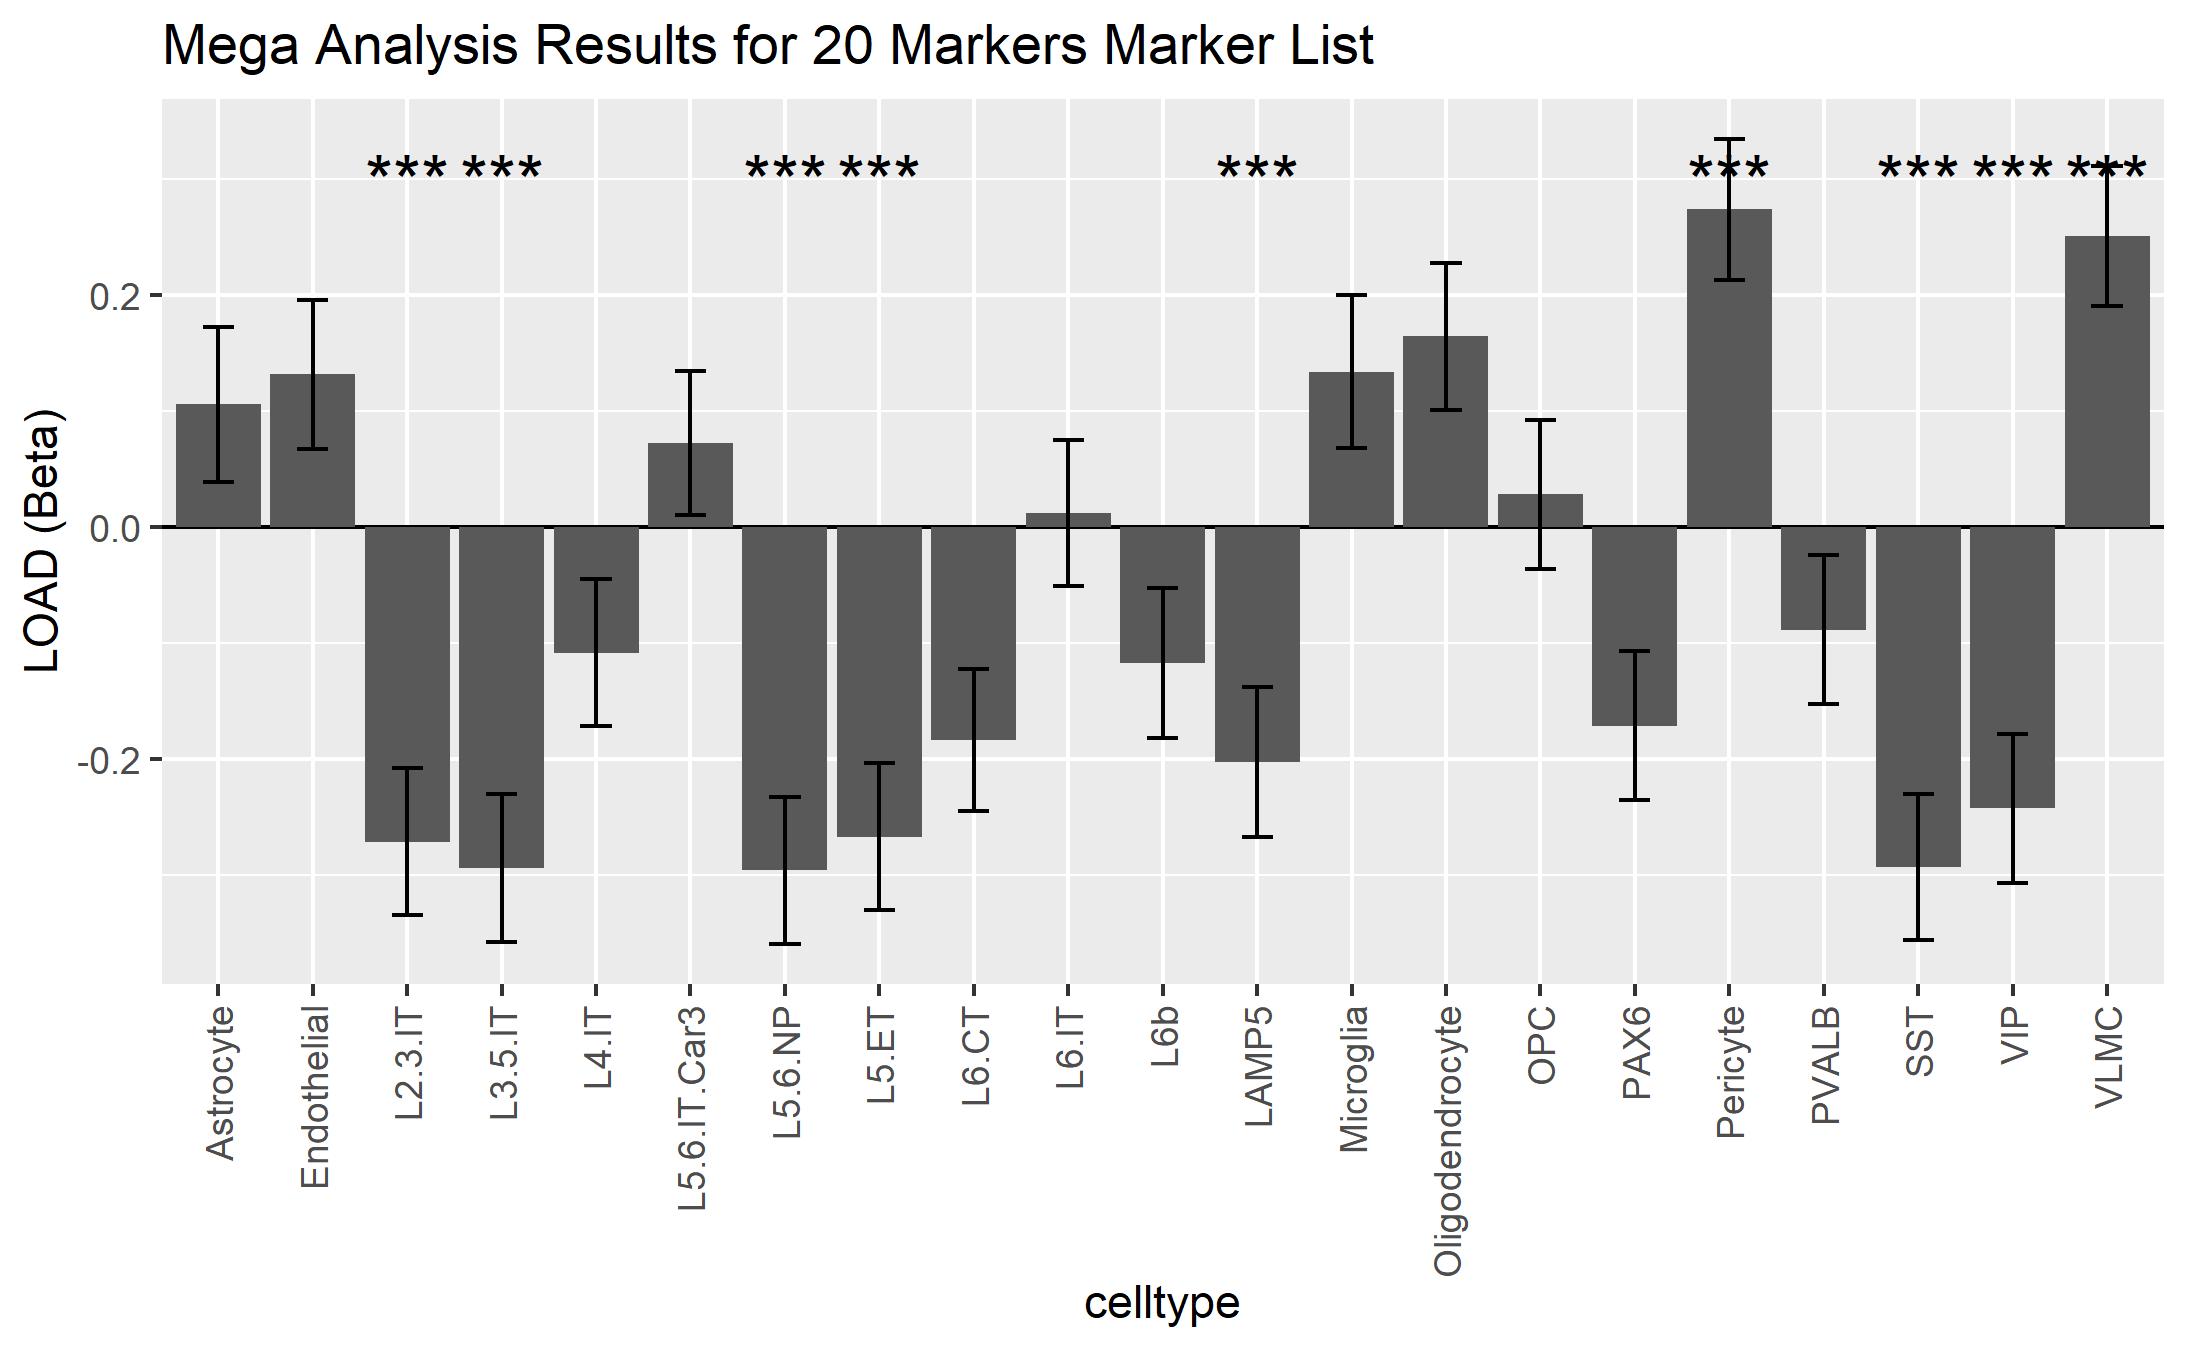 Mega Analysis Results for 20 Markers Marker List
*** *** *** *** *** *** *** *** ***
LOAD (Beta)
0.2
0.0
-0.2
Astrocyte
Endothelial
L2.3.IT
L3.5.IT
L4.IT
L5.6.IT.Car3
L5.6.NP
L5.ET
L6.CT
L6.IT
L6b
LAMP5
Microglia
Oligodendrocyte
OPC
PAX6
Pericyte
PVALB
SST
VIP
VLMC
celltype